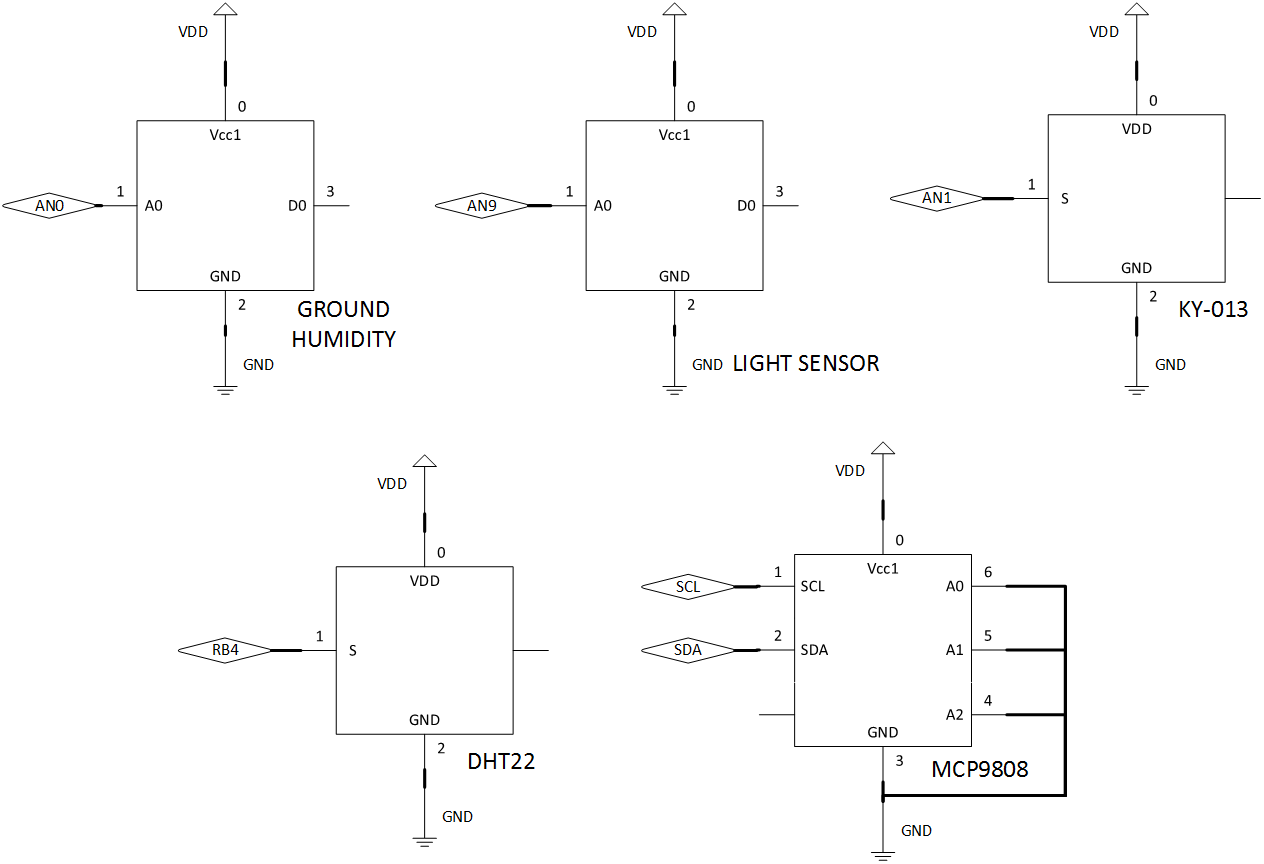 VDD
0
Vcc1
AN0
1
A0
D0
3
GND
2
GROUND
HUMIDITY
GND
VDD
0
Vcc1
AN9
1
A0
D0
3
GND
2
GND
LIGHT SENSOR
VDD
0
VDD
AN1
1
S
GND
2
KY-013
GND
VDD
0
VDD
RB4
1
S
GND
2
DHT22
GND
VDD
0
Vcc1
SCL
1
SCL
A0
6
SDA
2
SDA
A1
5
A2
4
GND
3
MCP9808
GND